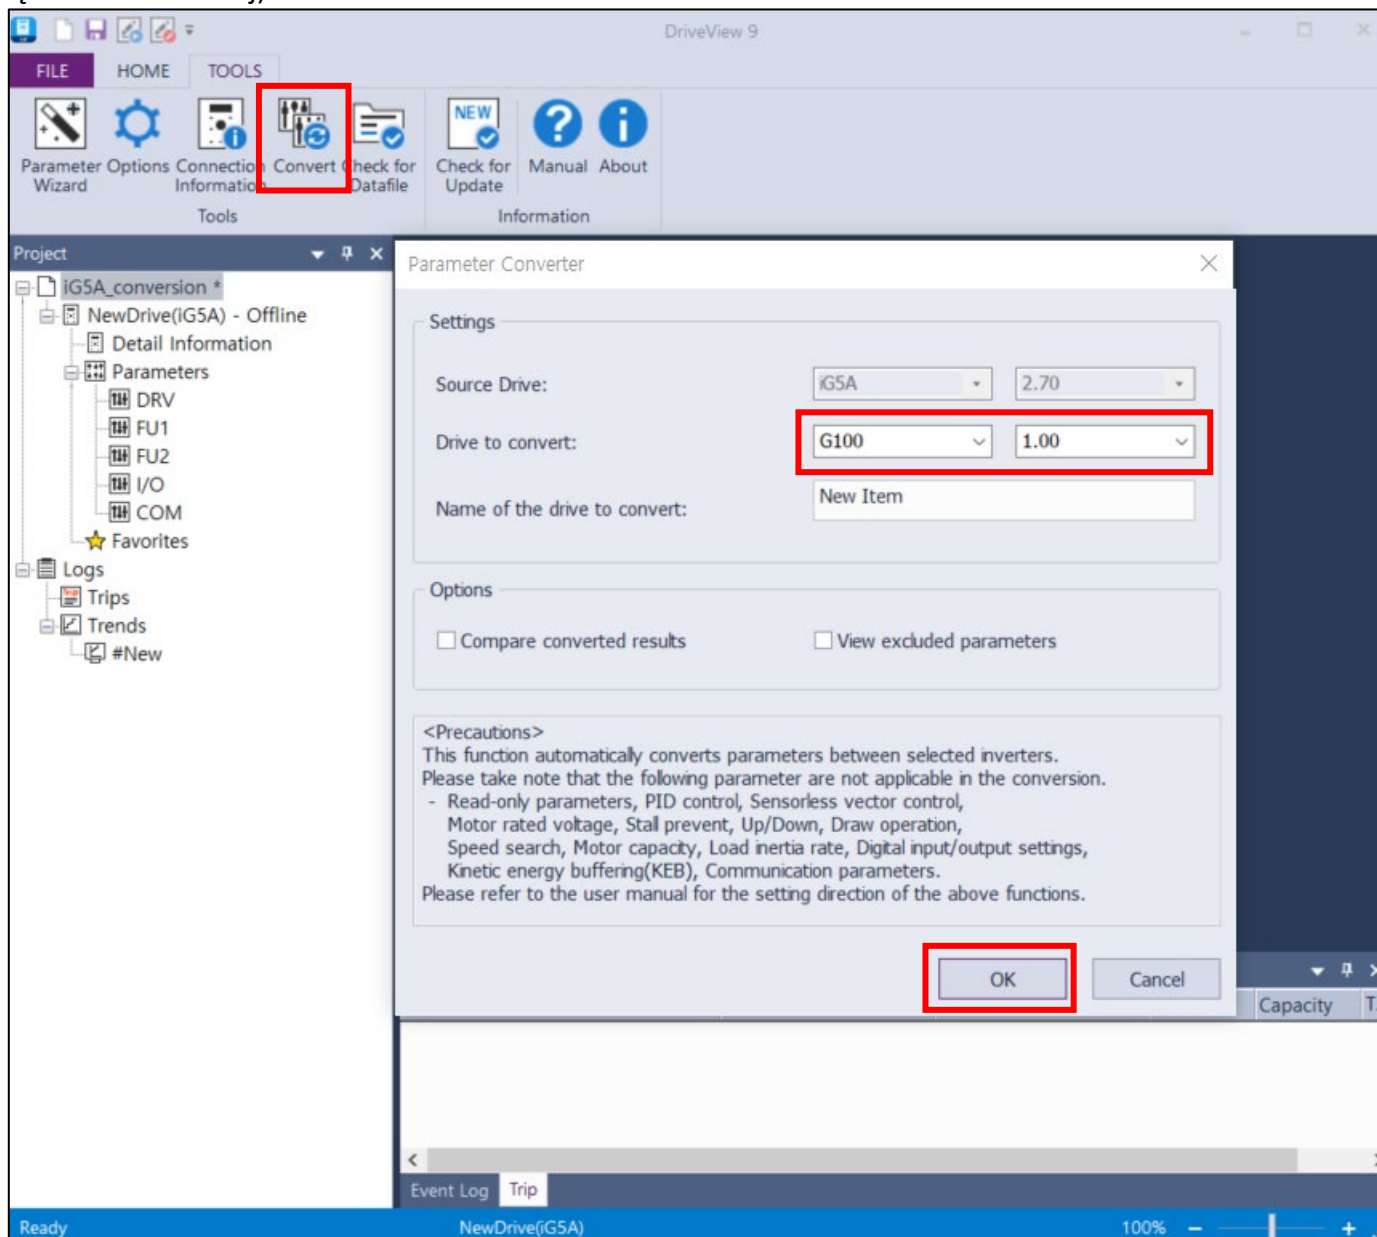 DriveView 9
FILE HOME TOOLS
NEW
Parameter Wizard
Options
Connection Information
Convert
Check for Datafile
Check for Update
Manual
About
Tools
Information
Project
iG5A_conversion *
NewDrive(iG5A) - Offline
Detail Information
Parameters
DRV
FU1
FU2
I/O
COM
Favorites
Logs
Trips
Trends
#New
Parameter Converter
Settings
Source Drive: iG5A 2.70
Drive to convert: G100 1.00
Name of the drive to convert: New Item
Options
Compare converted results View excluded parameters
<Precautions>
This function automatically converts parameters between selected inverters.
Please take note that the following parameter are not applicable in the conversion.
- Read-only parameters, PID control, Sensorless vector control,
Motor rated voltage, Stall prevent, Up/Down, Draw operation,
Speed search, Motor capacity, Load inertia rate, Digital input/output settings,
Kinetic energy buffering(KEB), Communication parameters.
Please refer to the user manual for the setting direction of the above functions.
OK Cancel
Capacity
Event Log Trip
Ready NewDrive(iG5A) 100%